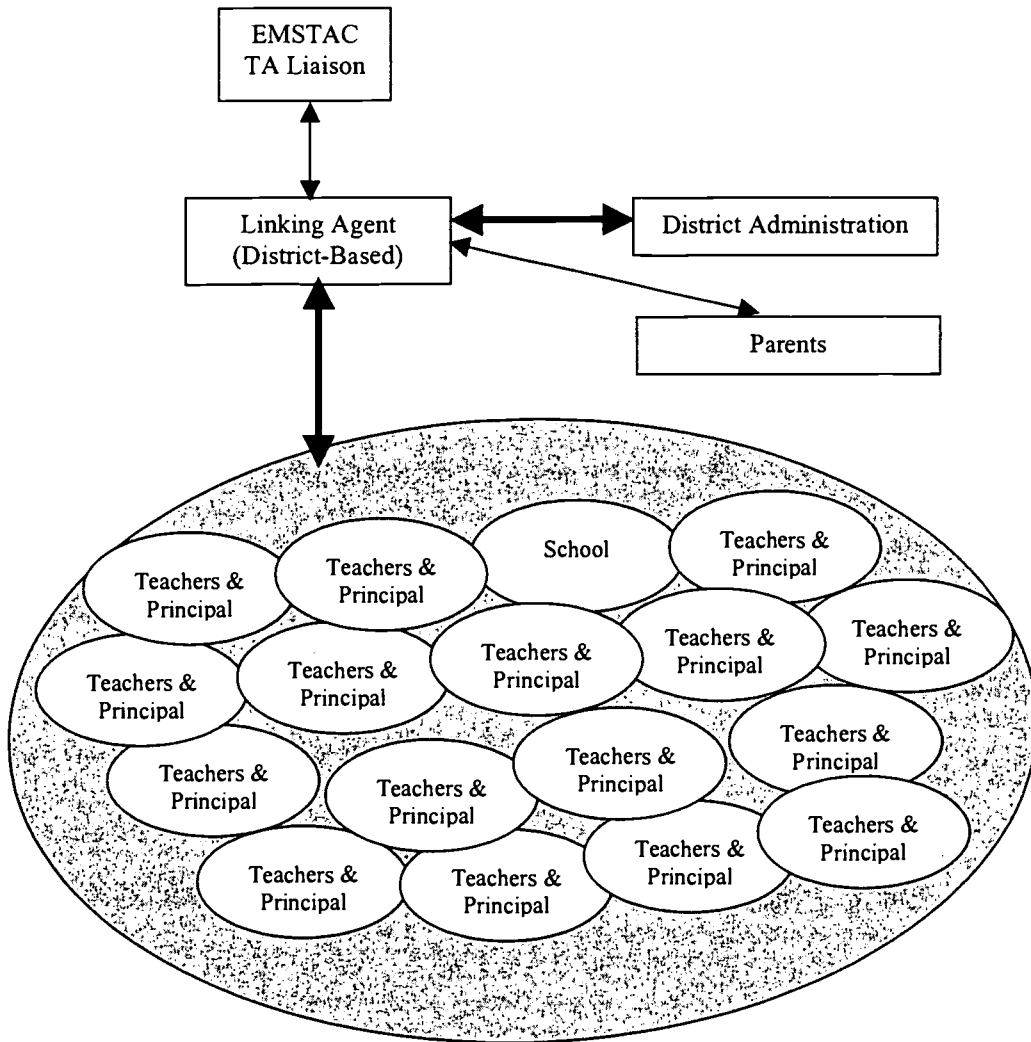 EMSTAC
TA Liaison
Linking Agent
(District-Based)
District Administration
Parents
Teachers &
Principal
Teachers &
Principal
School
Teachers &
Principal
Teachers &
Principal
Teachers &
Principal
Teachers &
Principal
Teachers &
Principal
Teachers &
Principal
Teachers &
Principal
Teachers &
Principal
Teachers &
Principal
Teachers &
Principal
Teachers &
Principal
Teachers &
Principal
Teachers &
Principal
Teachers &
Principal